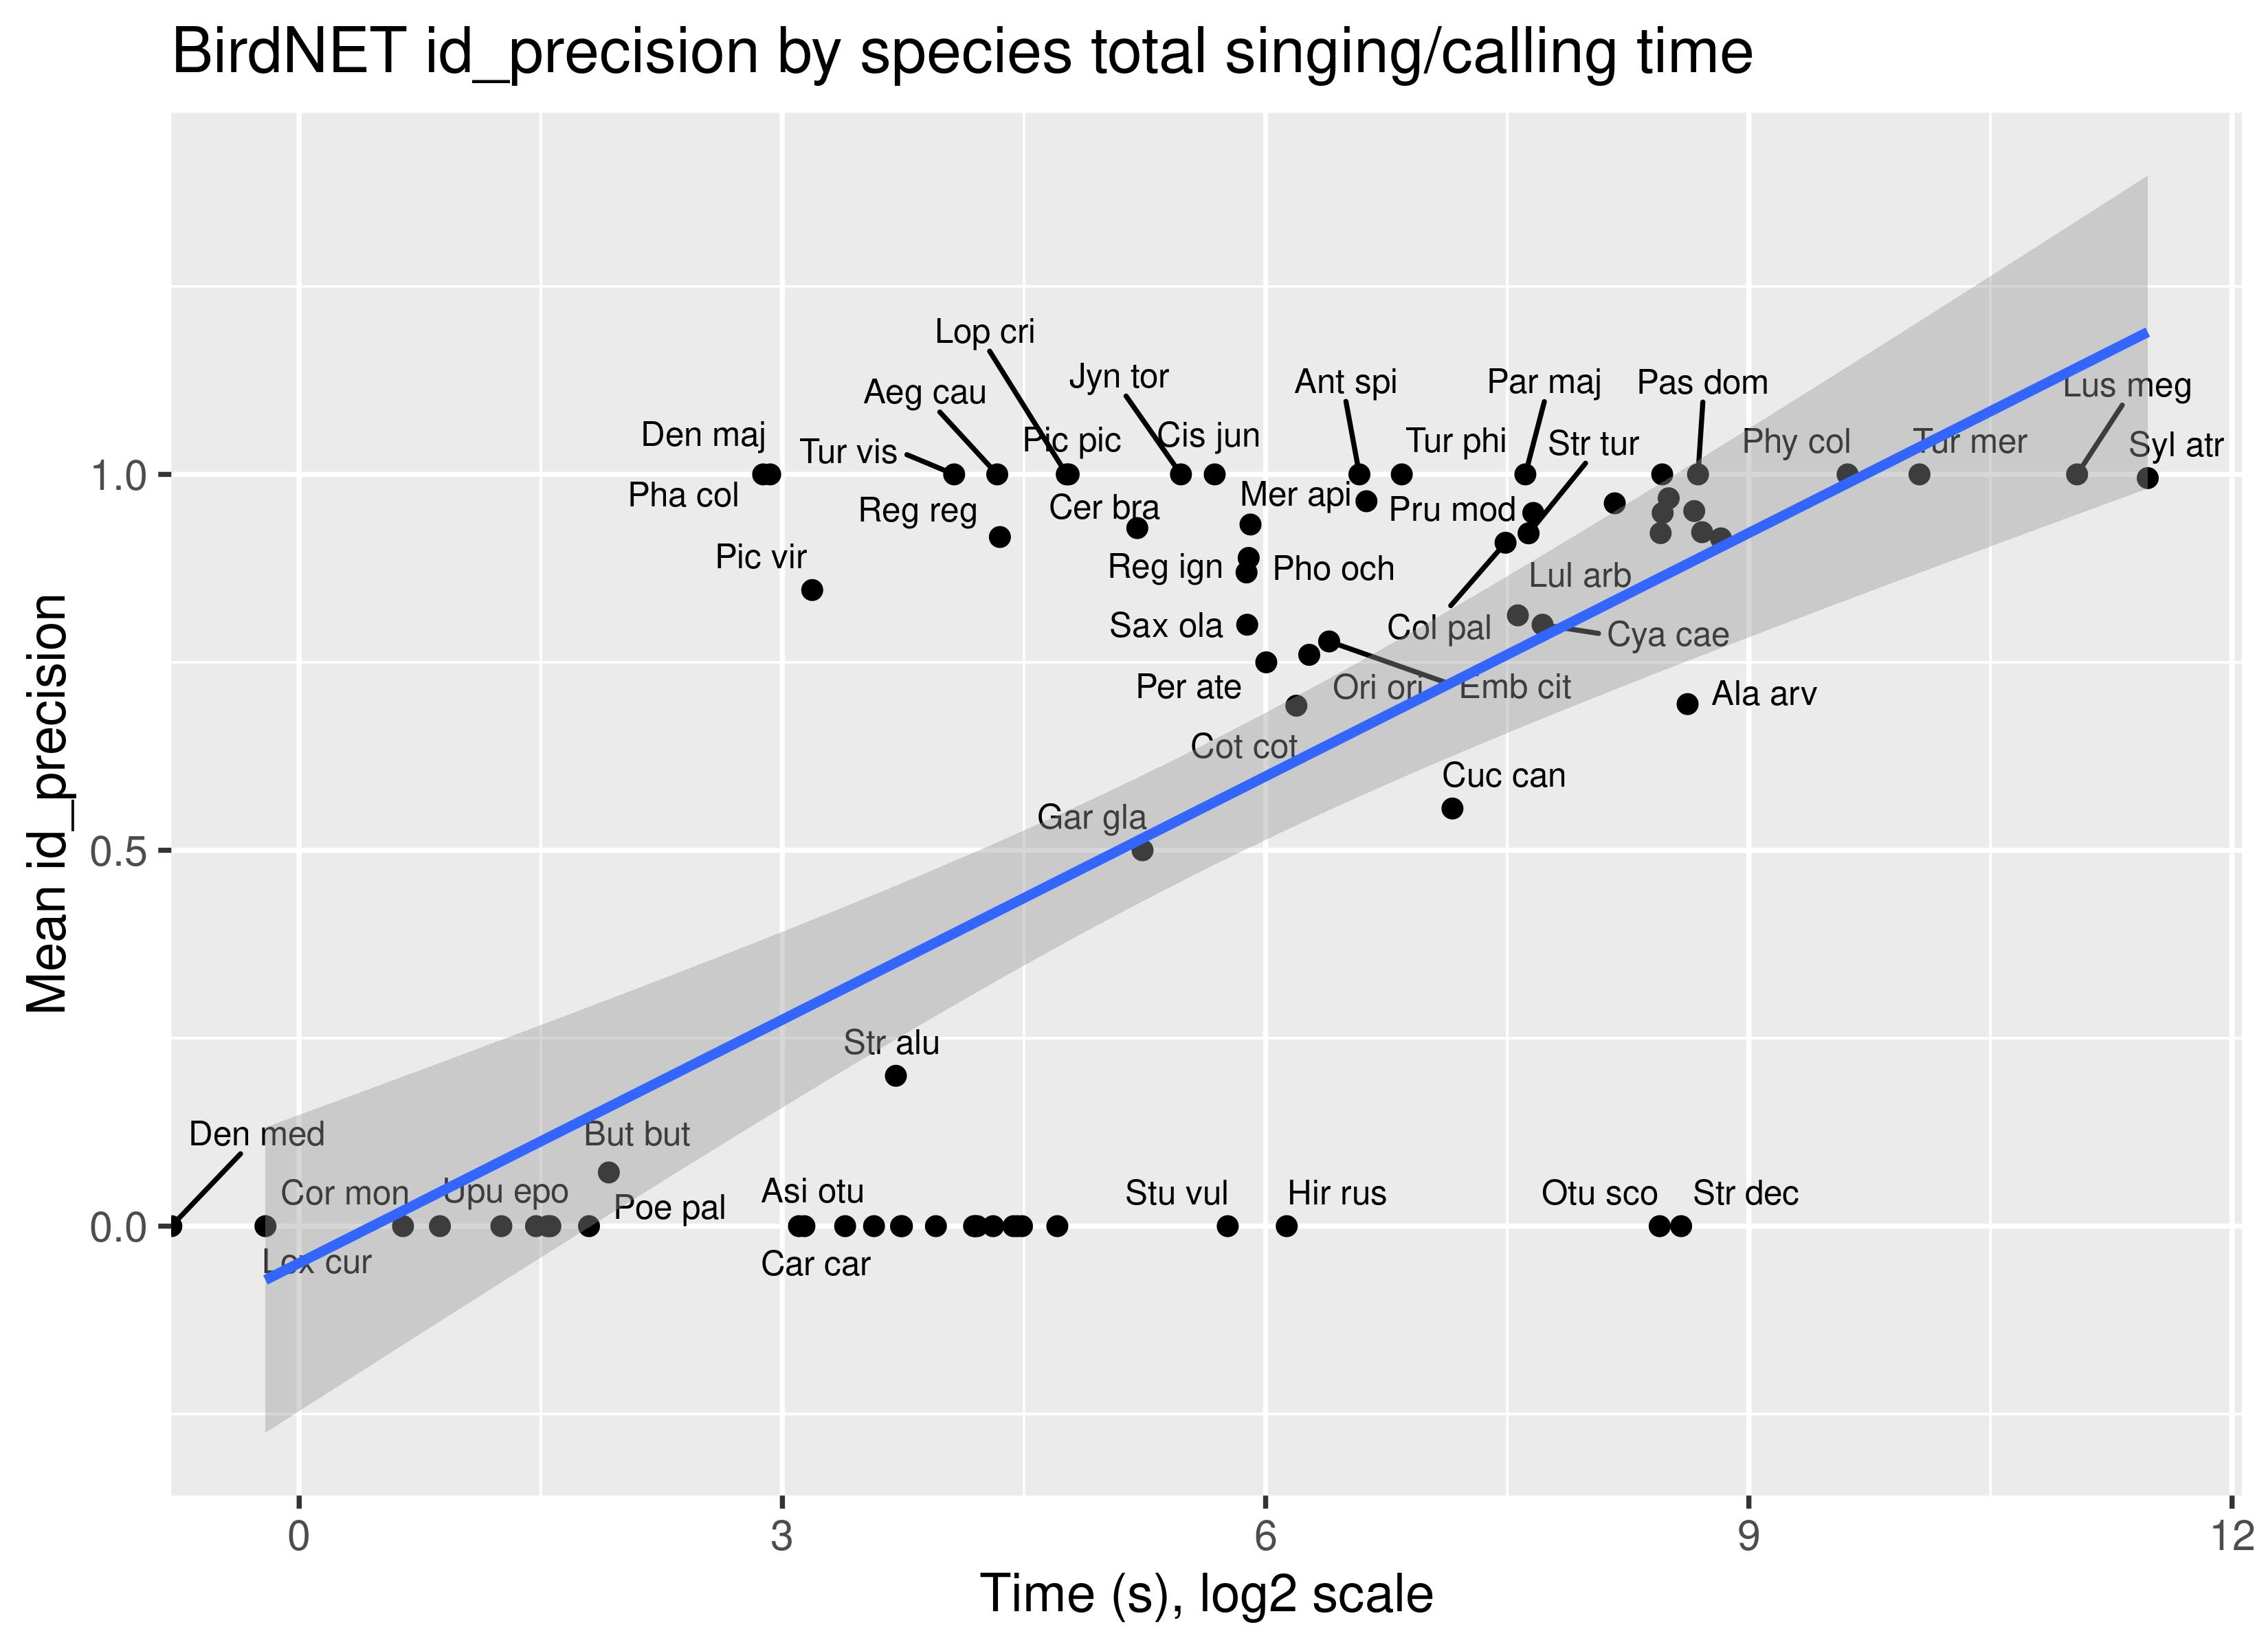 BirdNET id_precision by species total singing/calling time
Lop cri
Jyn tor
Ant spi
Par maj
Pas dom
Lus meg
Aeg cau
Den maj
Tur vis
Pic pic
Cis jun
Tur phi
Str tur
Phy col
Tur mer
Syl atr
1.0
Pha col
Reg reg
Cer bra
Mer api
Pru mod
Pic vir
Reg ign
Pho och
Lul arb
Sax ola
Col pal
Cya cae
Per ate
Ori ori
Emb cit
Ala arv
Cot cot
Cuc can
Gar gla
0.5
Mean id_precision
Str alu
Den med
But but
Cor mon
Upu epo
Poe pal
Asi otu
Stu vul
Hir rus
Otu sco
Str dec
0.0
Lox cur
Car car
0
3
6
9
12
Time (s), log2 scale